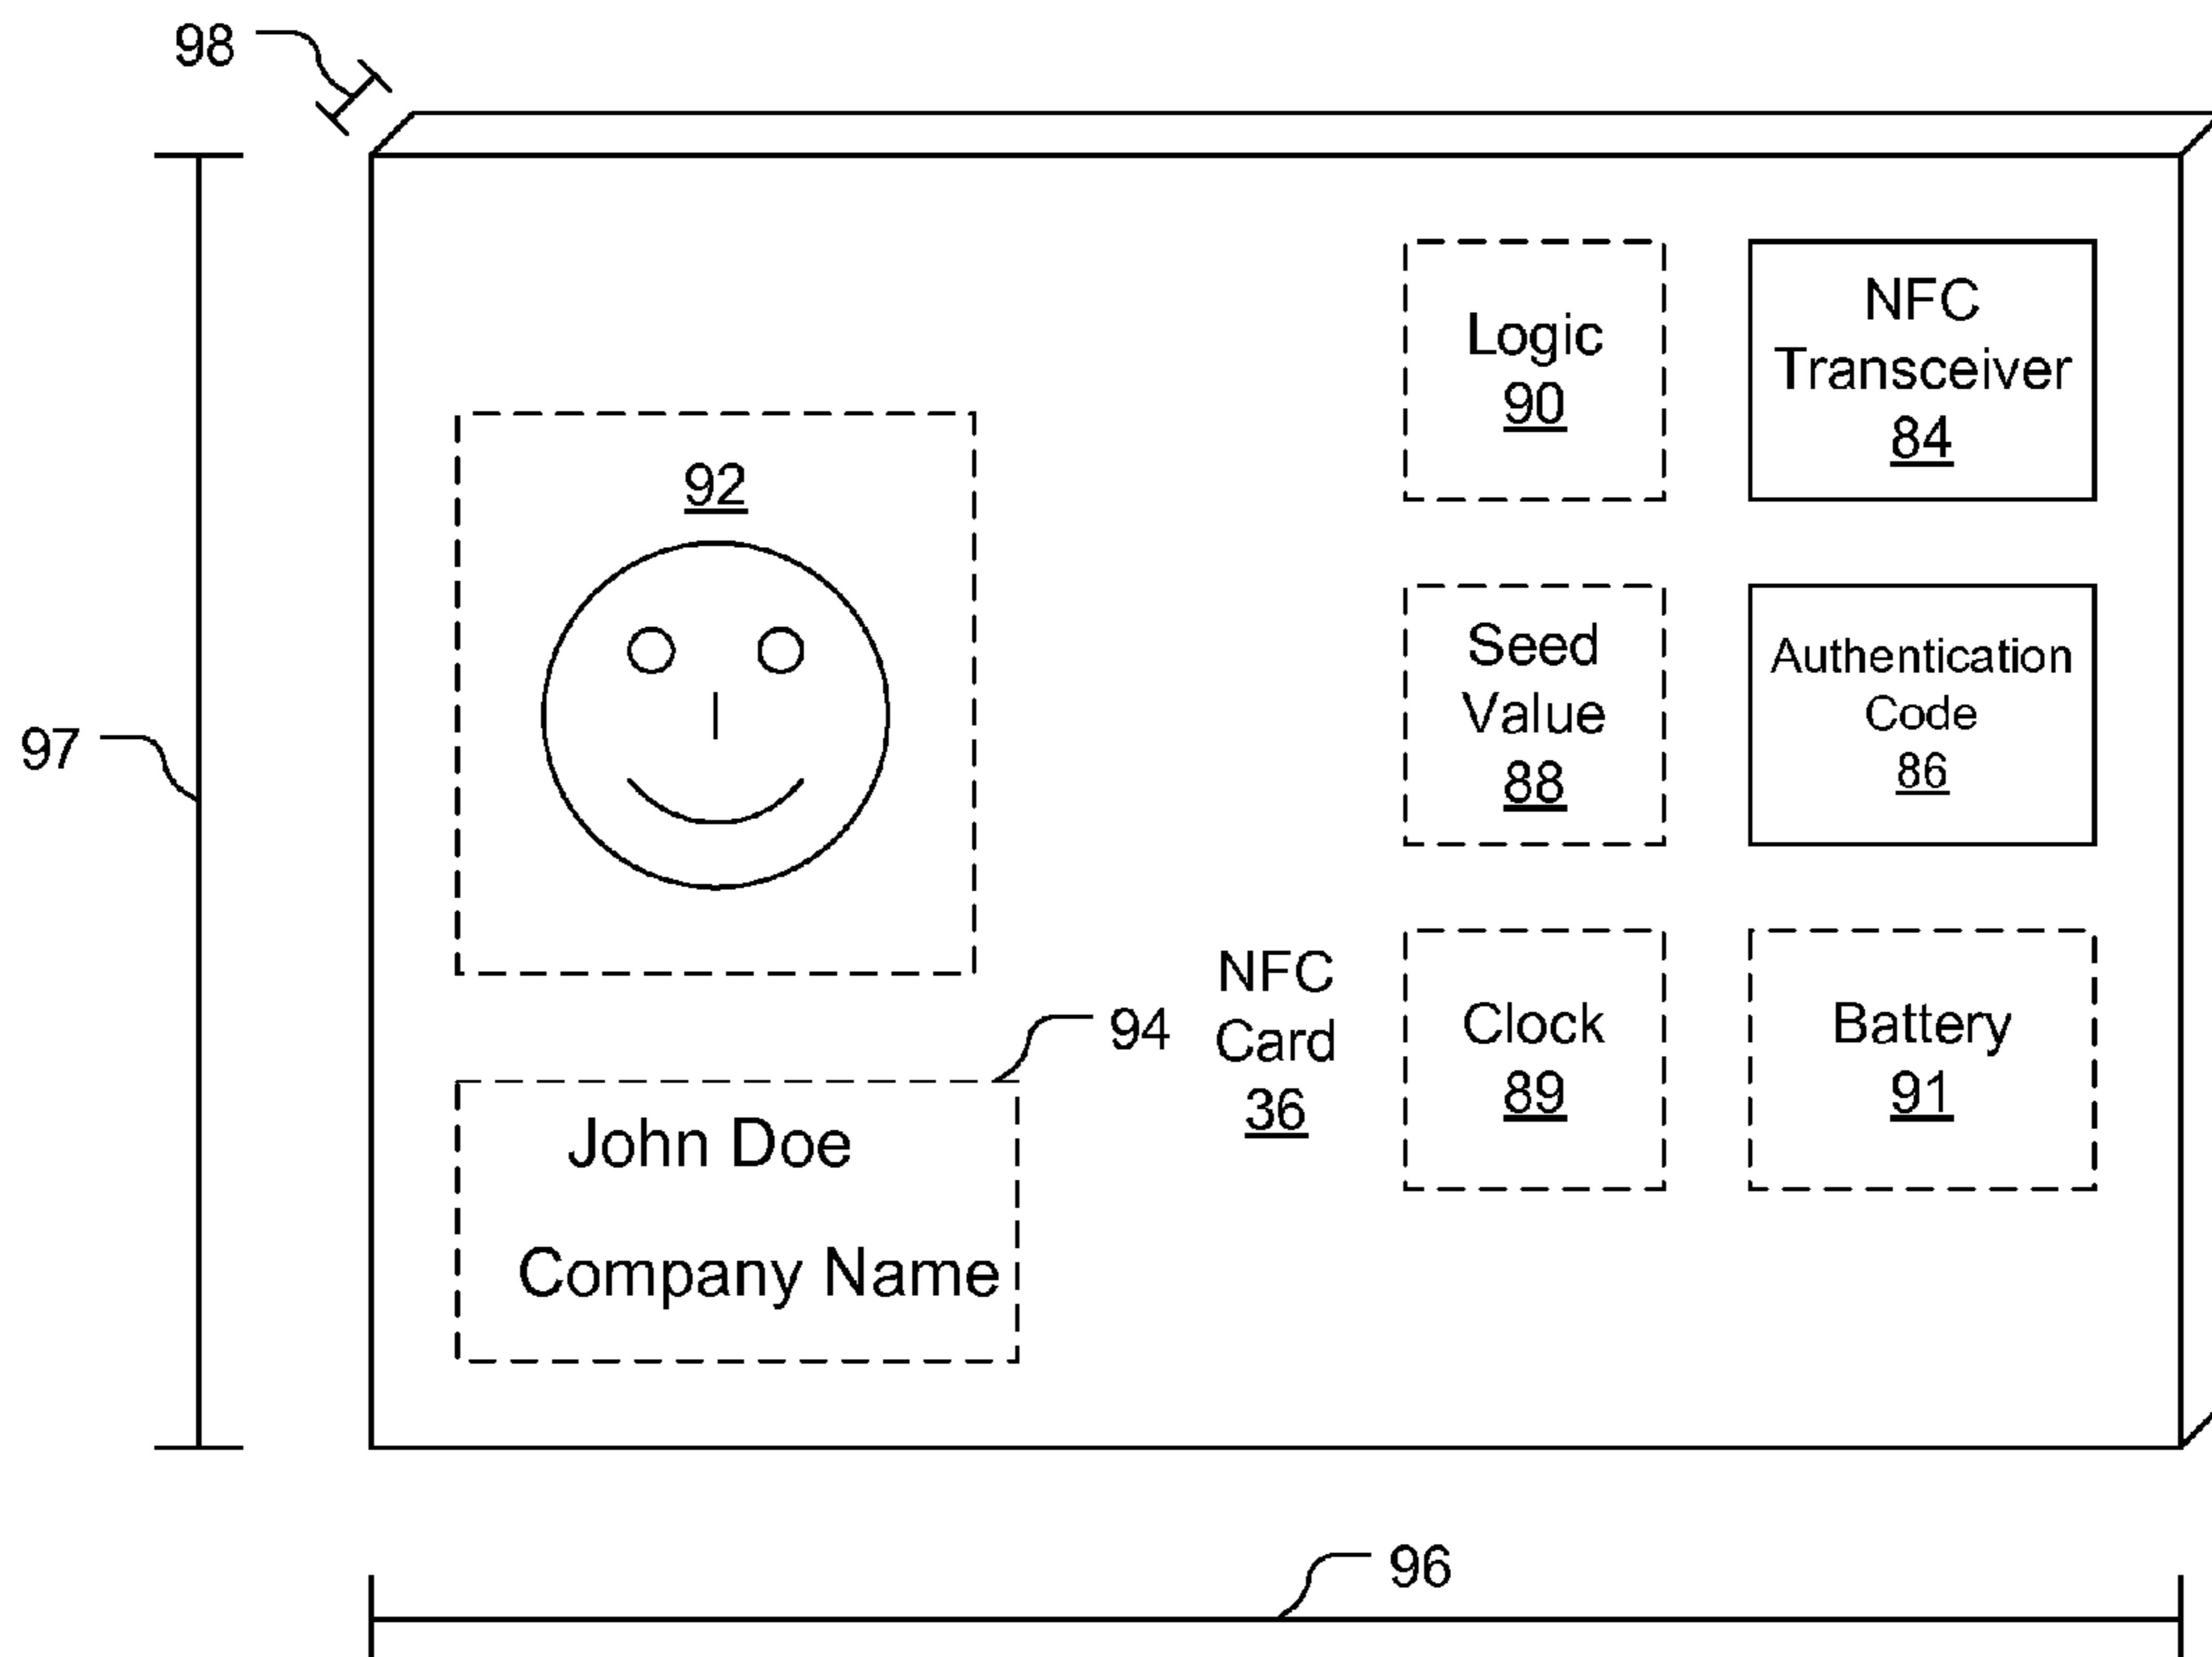 98
Logic
90
NFC
Transceiver
84
92
Seed
Value
88
Authentication
Code
86
97
NFC
Card
36
Clock
89
Battery
91
94
John Doe
Company Name
96